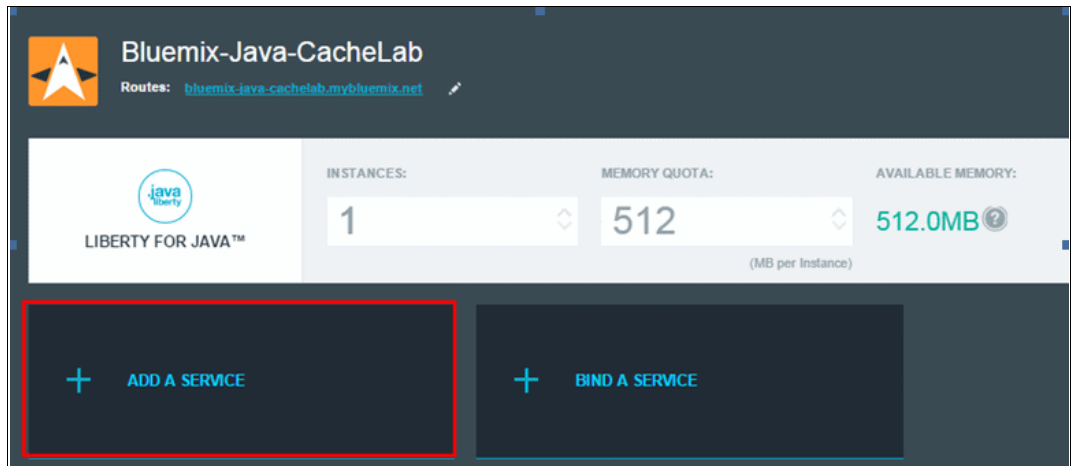 Bluemix-Java-CacheLab
Routes: bluemix-java-cachelab.mybluemix.net
java
liberty
LIBERTY FOR JAVA™
INSTANCES:
1
MEMORY QUOTA:
512
(MB per Instance)
AVAILABLE MEMORY:
512.0MB ?
+ ADD A SERVICE
+ BIND A SERVICE